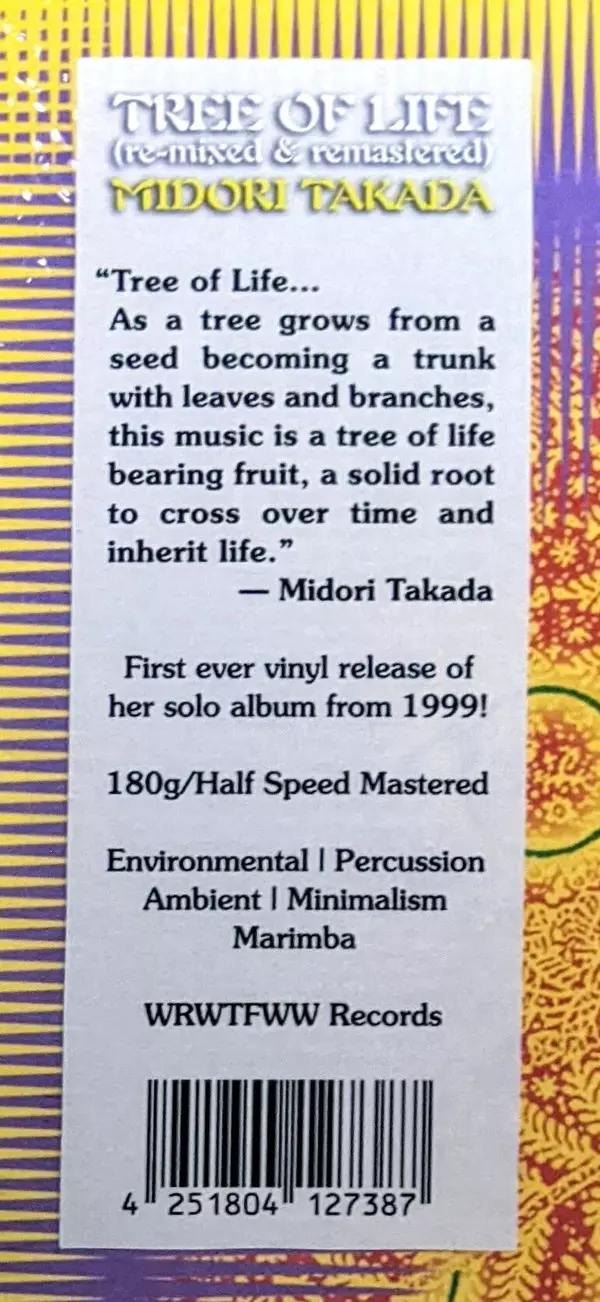 TREE OF LIFE
(re-mixed & remastered)
MIDORI TAKADA
“Tree of Life...
As a tree grows from a
seed becoming a trunk
with leaves and branches,
this music is a tree of life
bearing fruit, a solid root
to cross over time and
inherit life.”
— Midori Takada
First ever vinyl release of
her solo album from 1999!
180g/Half Speed Mastered
Environmental | Percussion
Ambient | Minimalism
Marimba
WRWTFWW Records
4 251804 127387